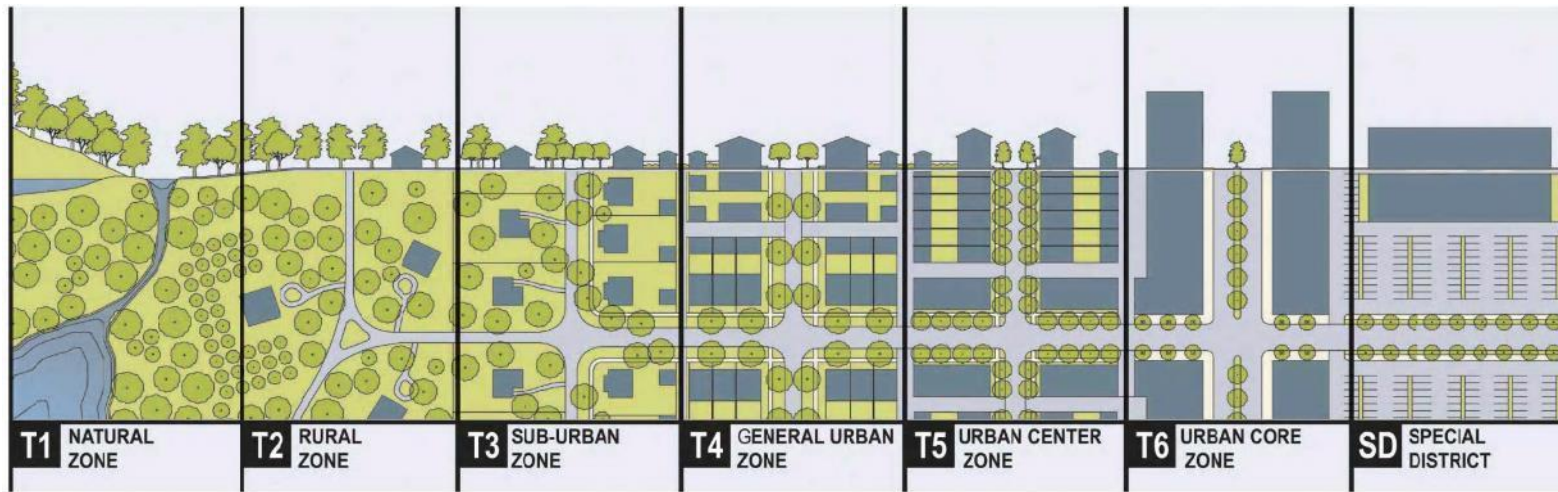 T1 NATURAL
ZONE
T2 RURAL
ZONE
T3 SUB-URBAN
ZONE
T4 GENERAL URBAN
ZONE
T5 URBAN CENTER
ZONE
T6 URBAN CORE
ZONE
SD SPECIAL
DISTRICT